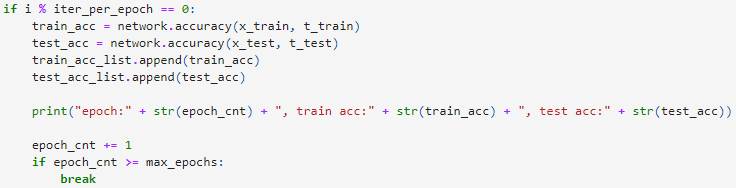 if i % iter_per_epoch == 0:
    train_acc = network.accuracy(x_train, t_train)
    test_acc = network.accuracy(x_test, t_test)
    train_acc_list.append(train_acc)
    test_acc_list.append(test_acc)

    print("epoch:" + str(epoch_cnt) + ", train acc:" + str(train_acc) + ", test acc:" + str(test_acc))

    epoch_cnt += 1
    if epoch_cnt >= max_epochs:
        break